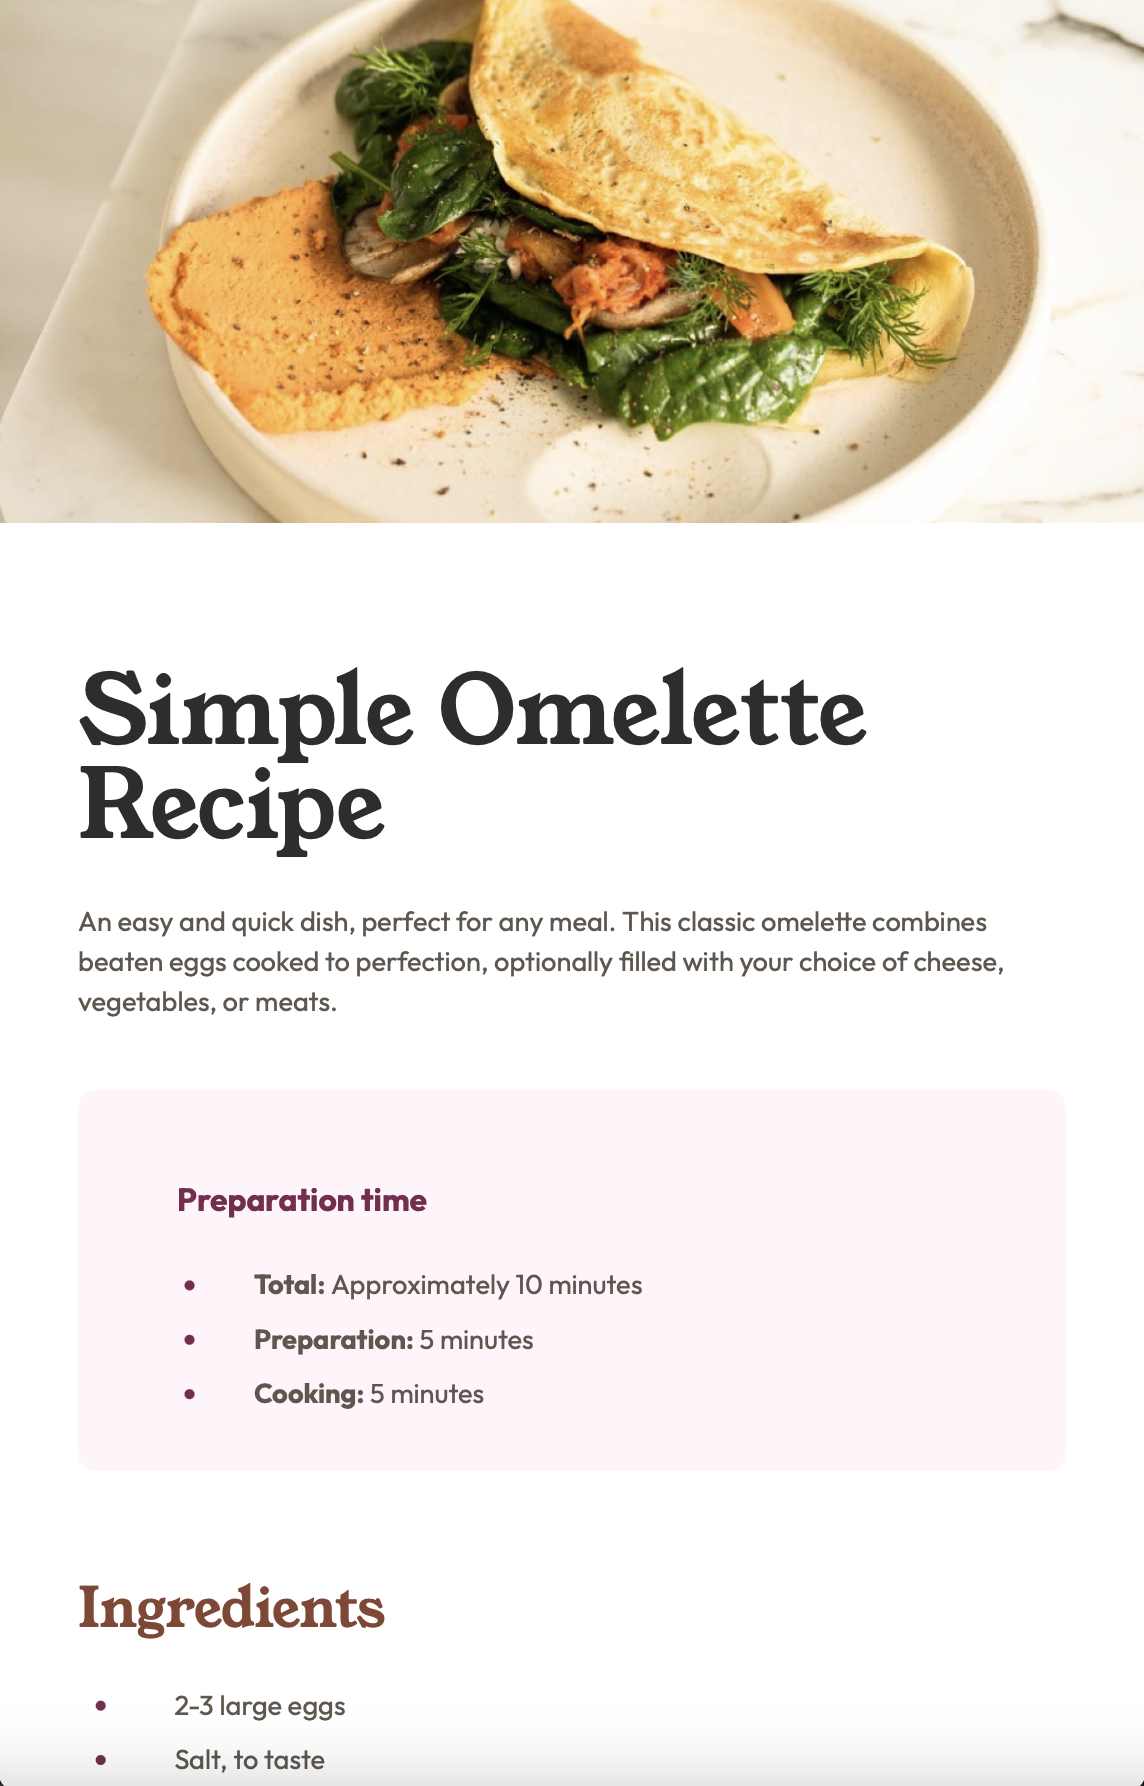 Simple Omelette
Recipe
An easy and quick dish, perfect for any meal. This classic omelette combines
beaten eggs cooked to perfection, optionally filled with your choice of cheese,
vegetables, or meats.
Preparation time
• Total: Approximately 10 minutes
• Preparation: 5 minutes
• Cooking: 5 minutes
Ingredients
• 2-3 large eggs
• Salt, to taste